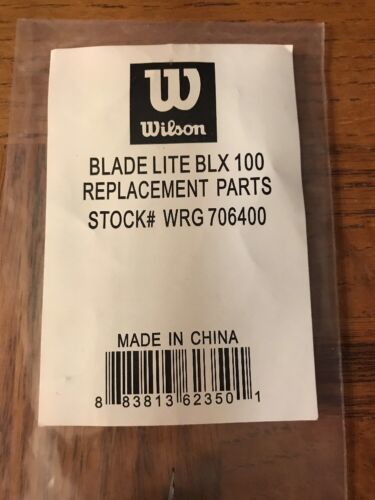 W
Wilson
BLADE LITE BLX 100
REPLACEMENT PARTS
STOCK# WRG 706400
MADE IN CHINA
8 83813 62350 1